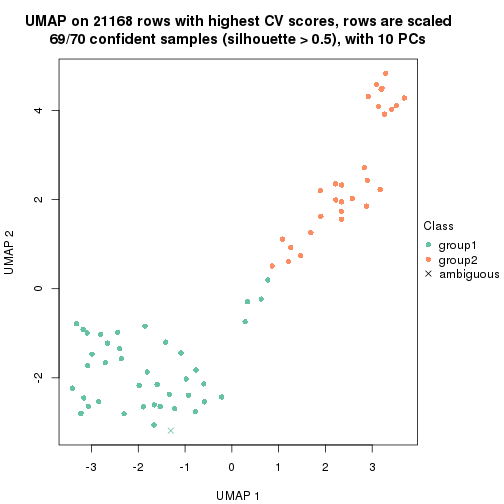 UMAP on 21168 rows with highest CV scores, rows are scaled
69/70 confident samples (silhouette > 0.5), with 10 PCs
4
2
0
-2
UMAP 2
-3
-2
-1
0
1
2
3
UMAP 1
Class
group1
group2
ambiguous